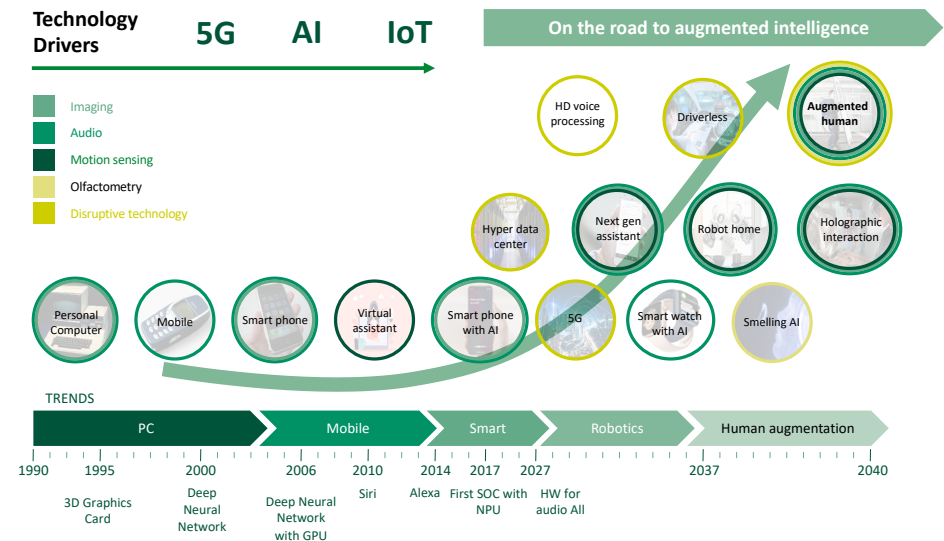 Technology
Drivers
5G
AI
IoT
On the road to augmented intelligence
Imaging
Audio
Motion sensing
Olfactometry
Disruptive technology
HD voice
processing
Driverless
Augmented
human
Hyper data
center
Next gen
assistant
Robot home
Holographic
interaction
Personal
Computer
Mobile
Smart phone
Virtual
assistant
Smart phone
with AI
5G
Smart watch
with AI
Smelling AI
TRENDS
PC
Mobile
Smart
Robotics
Human augmentation
1990
1995
2000
2006
2010
2014
2017
2027
2037
2040
3D Graphics
Card
Deep
Neural
Network
Deep Neural
Network
with GPU
Siri
Alexa
First SOC with
NPU
HW for
audio All